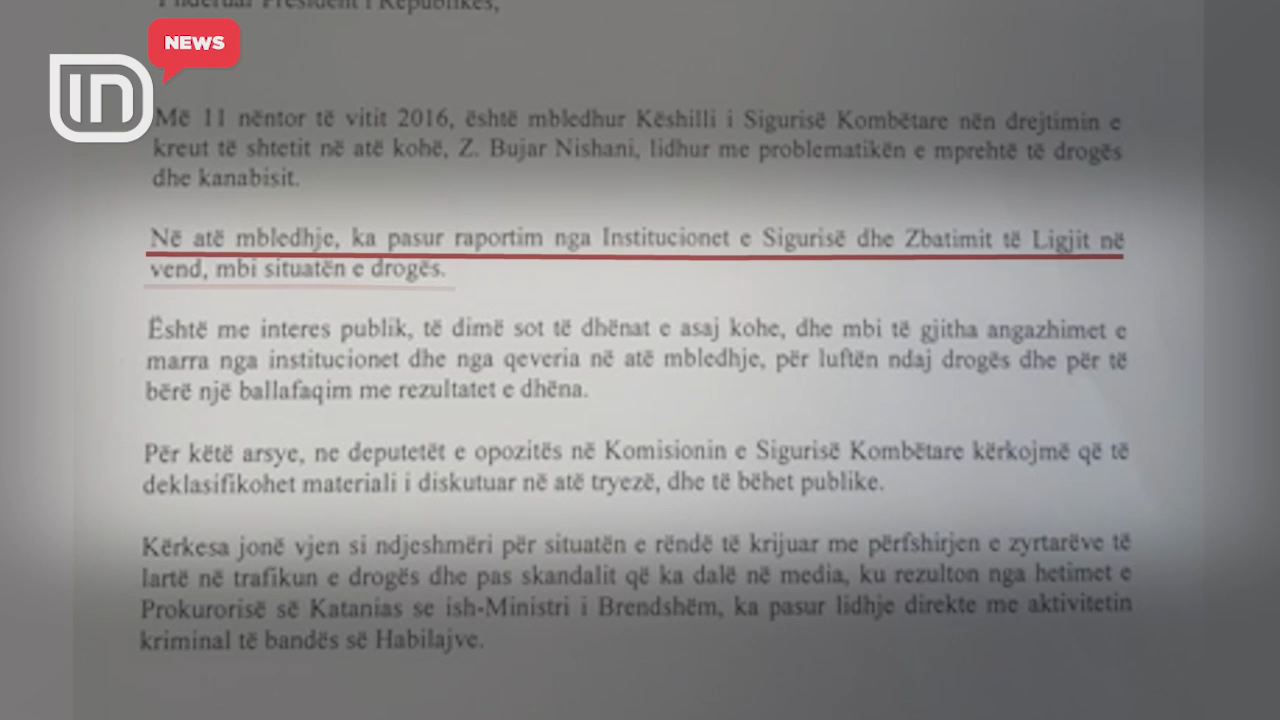 I nderuar President i Republikës,
NEWS
IN
Më 11 nëntor të vitit 2016, është mbledhur Këshilli i Sigurisë Kombëtare nën drejtimin e
kreut të shtetit në atë kohë, Z. Bujar Nishani, lidhur me problematikën e mprehtë të drogës
dhe kanabisit.
Në atë mbledhje, ka pasur raportim nga Institucionet e Sigurisë dhe Zbatimit të Ligjit në
vend, mbi situatën e drogës.
Është me interes publik, të dimë sot të dhënat e asaj kohe, dhe mbi të gjitha angazhimet e
marra nga institucionet dhe nga qeveria në atë mbledhje, për luftën ndaj drogës dhe për të
bërë një ballafaqim me rezultatet e dhëna.
Për këtë arsye, ne deputetët e opozitës në Komisionin e Sigurisë Kombëtare kërkojmë që të
deklasifikohet materiali i diskutuar në atë tryezë, dhe të bëhet publike.
Kërkesa jonë vjen si ndjeshmëri për situatën e rëndë të krijuar me përfshirjen e zyrtarëve të
lartë në trafikun e drogës dhe pas skandalit që ka dalë në media, ku rezulton nga hetimet e
Prokurorisë së Katanias se ish-Ministri i Brendshëm, ka pasur lidhje direkte me aktivitetin
kriminal të bandës së Habilajve.